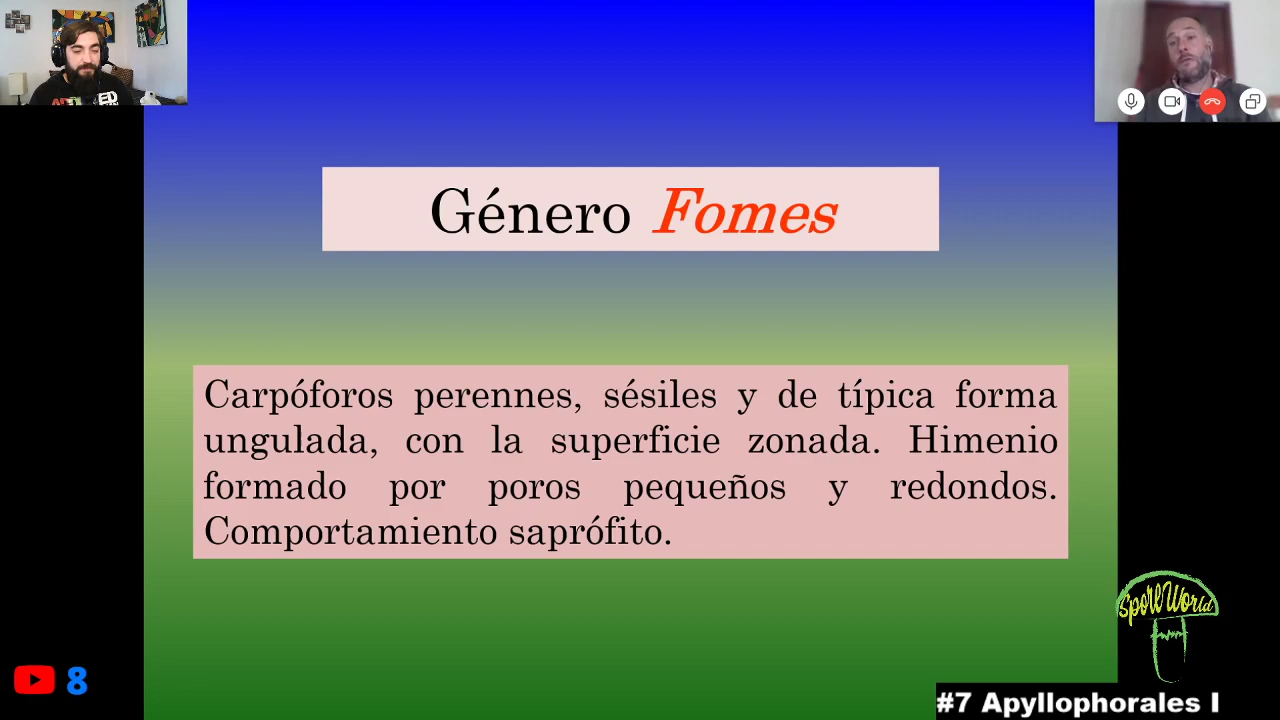 Género Fomes
Carpóforos perennes, sésiles y de típica forma
ungulada, con la superficie zonada. Himenio
formado por poros pequeños y redondos.
Comportamiento saprófito.
SporeWorld
8
#7 Apyllophorales I